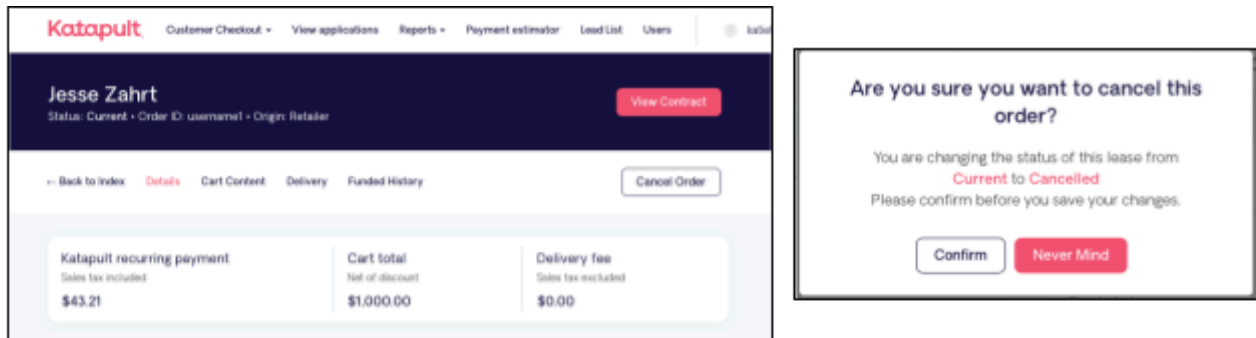 Katapult Customer Checkout View applications Reports Payment estimator Lead List Users
Jesse Zahrt
View Contract
Status: Current • Order ID: username1 • Origin: Retailer
← Back to Index Details Cart Content Delivery Funded History Cancel Order
Katapult recurring payment Cart total Delivery fee
Sales tax included Net of discount Sales tax excluded
$43.21 $1,000.00 $0.00
Are you sure you want to cancel this
order?
You are changing the status of this lease from
Current to Cancelled
Please confirm before you save your changes.
Confirm Never Mind